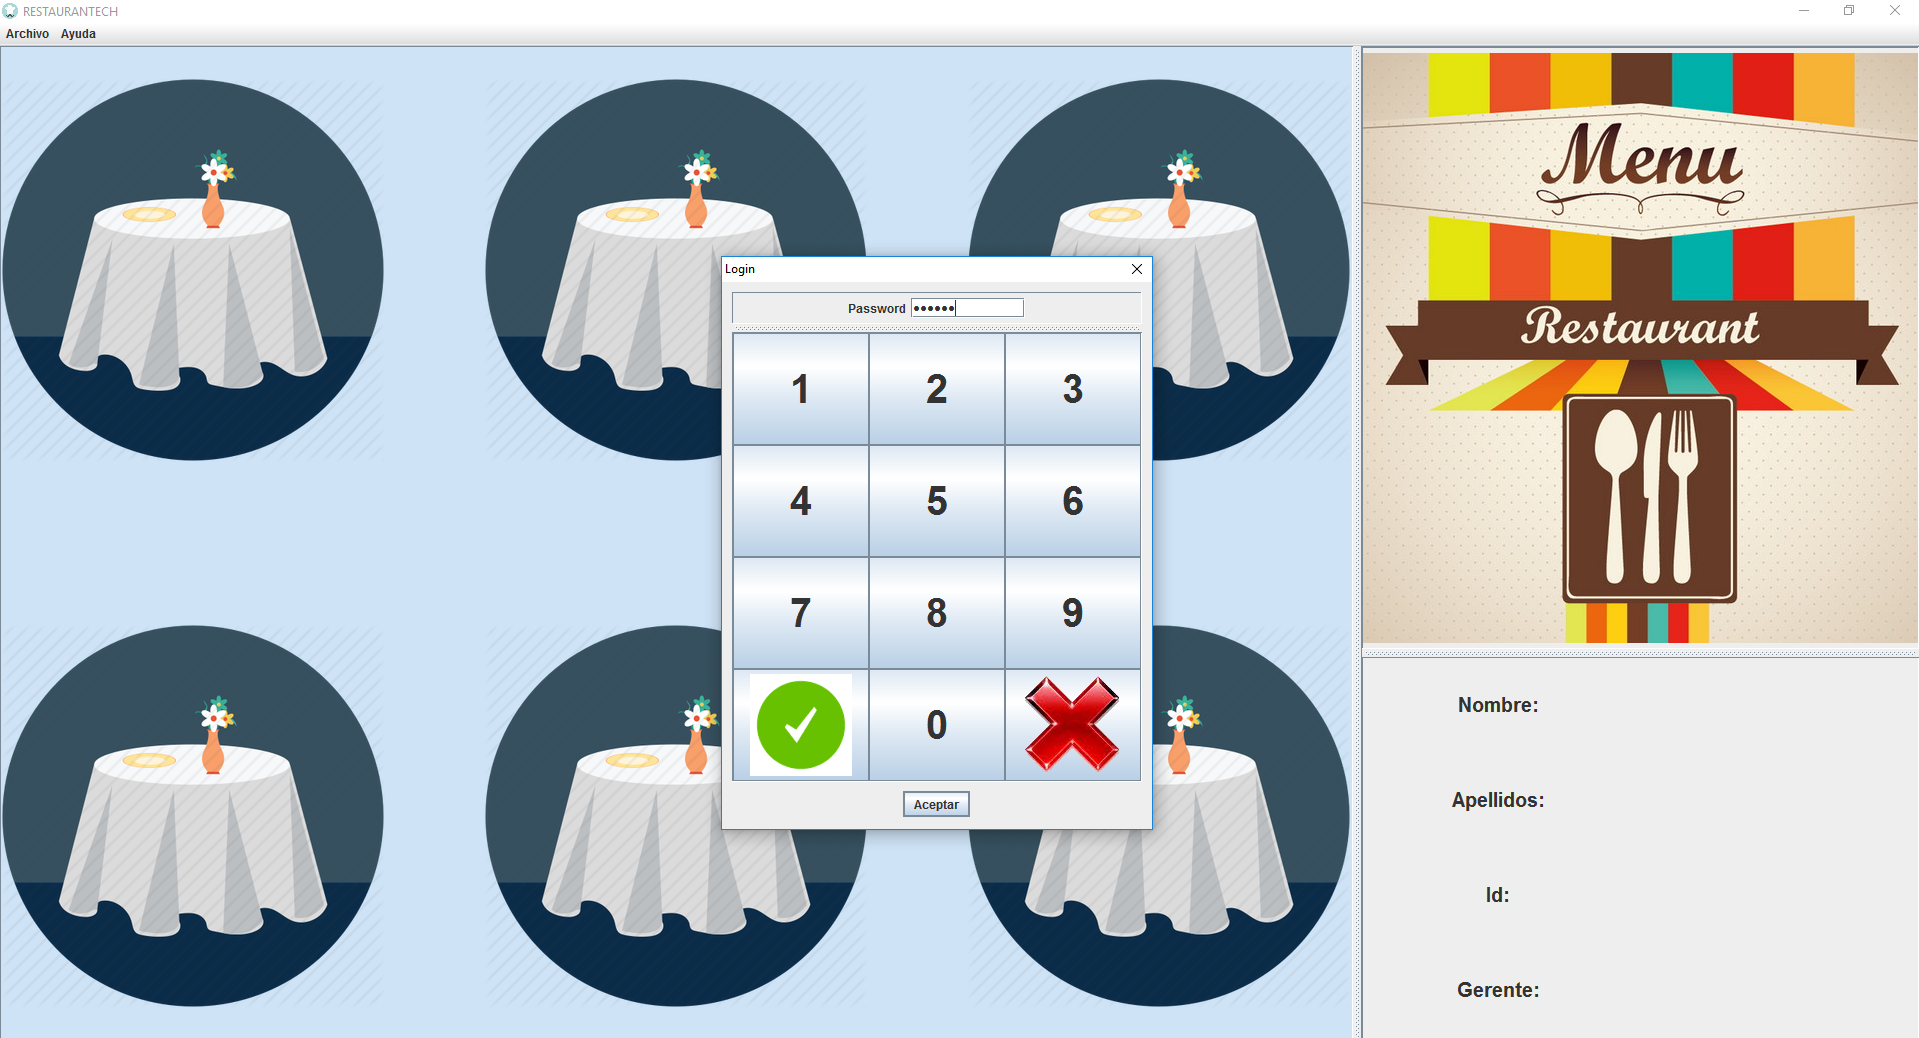 RESTAURANTECH
Archivo Ayuda
Menu
Restaurant
Login
Password ••••••
1 2 3
4 5 6
7 8 9
0
Aceptar
Nombre:
Apellidos:
Id:
Gerente: